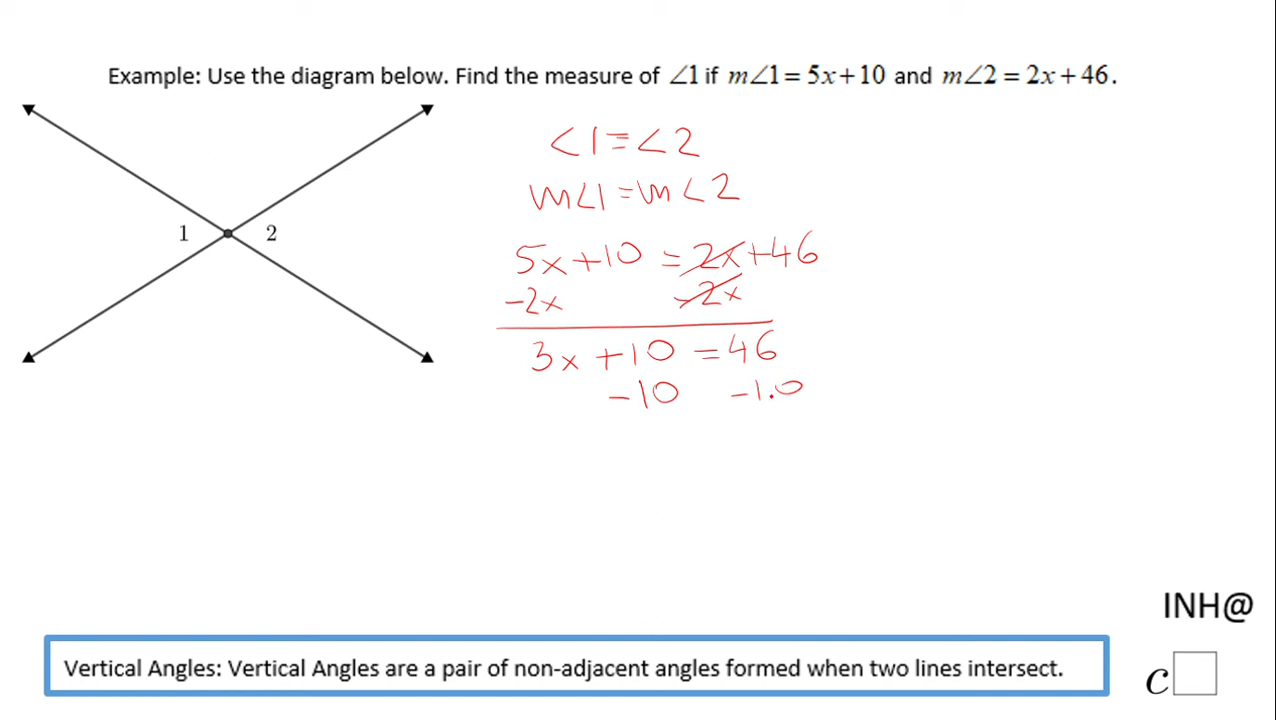 Example: Use the diagram below. Find the measure of ∠1 if m∠1 = 5x+10 and m∠2 = 2x+46.
<1=<2
m<1=m<2
1 2
5x+10 =2x+46
-2x -2x
3x +10 =46
-10 -1.0
INH@
Vertical Angles: Vertical Angles are a pair of non-adjacent angles formed when two lines intersect.
c